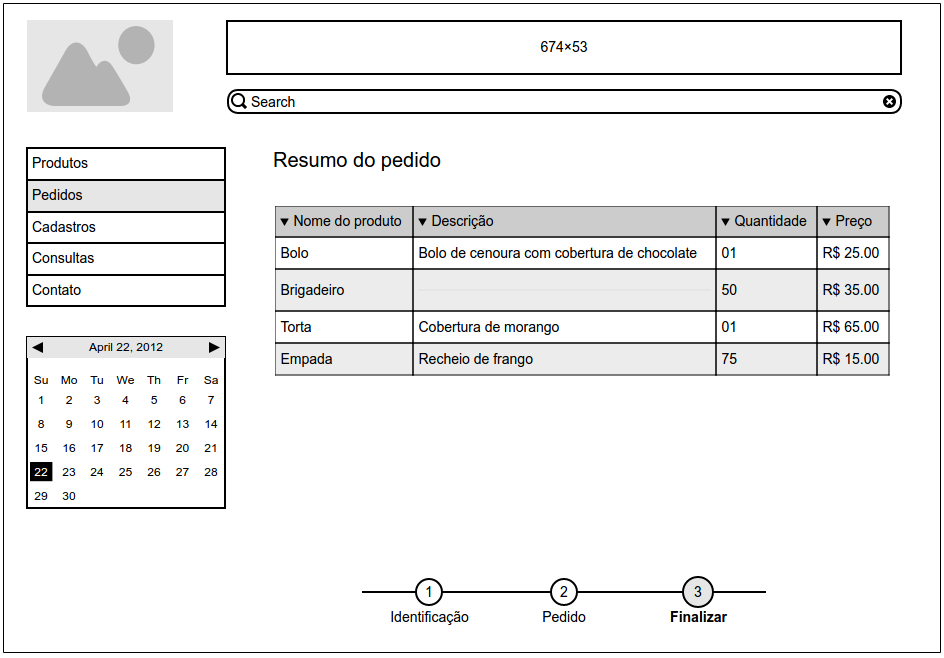 674×53
Search
Produtos
Pedidos
Cadastros
Consultas
Contato
April 22, 2012
Su Mo Tu We Th Fr Sa
1 2 3 4 5 6 7
8 9 10 11 12 13 14
15 16 17 18 19 20 21
22 23 24 25 26 27 28
29 30
Resumo do pedido
Nome do produto Descrição Quantidade Preço
Bolo Bolo de cenoura com cobertura de chocolate 01 R$ 25.00
Brigadeiro 50 R$ 35.00
Torta Cobertura de morango 01 R$ 65.00
Empada Recheio de frango 75 R$ 15.00
1 2 3
Identificação Pedido Finalizar